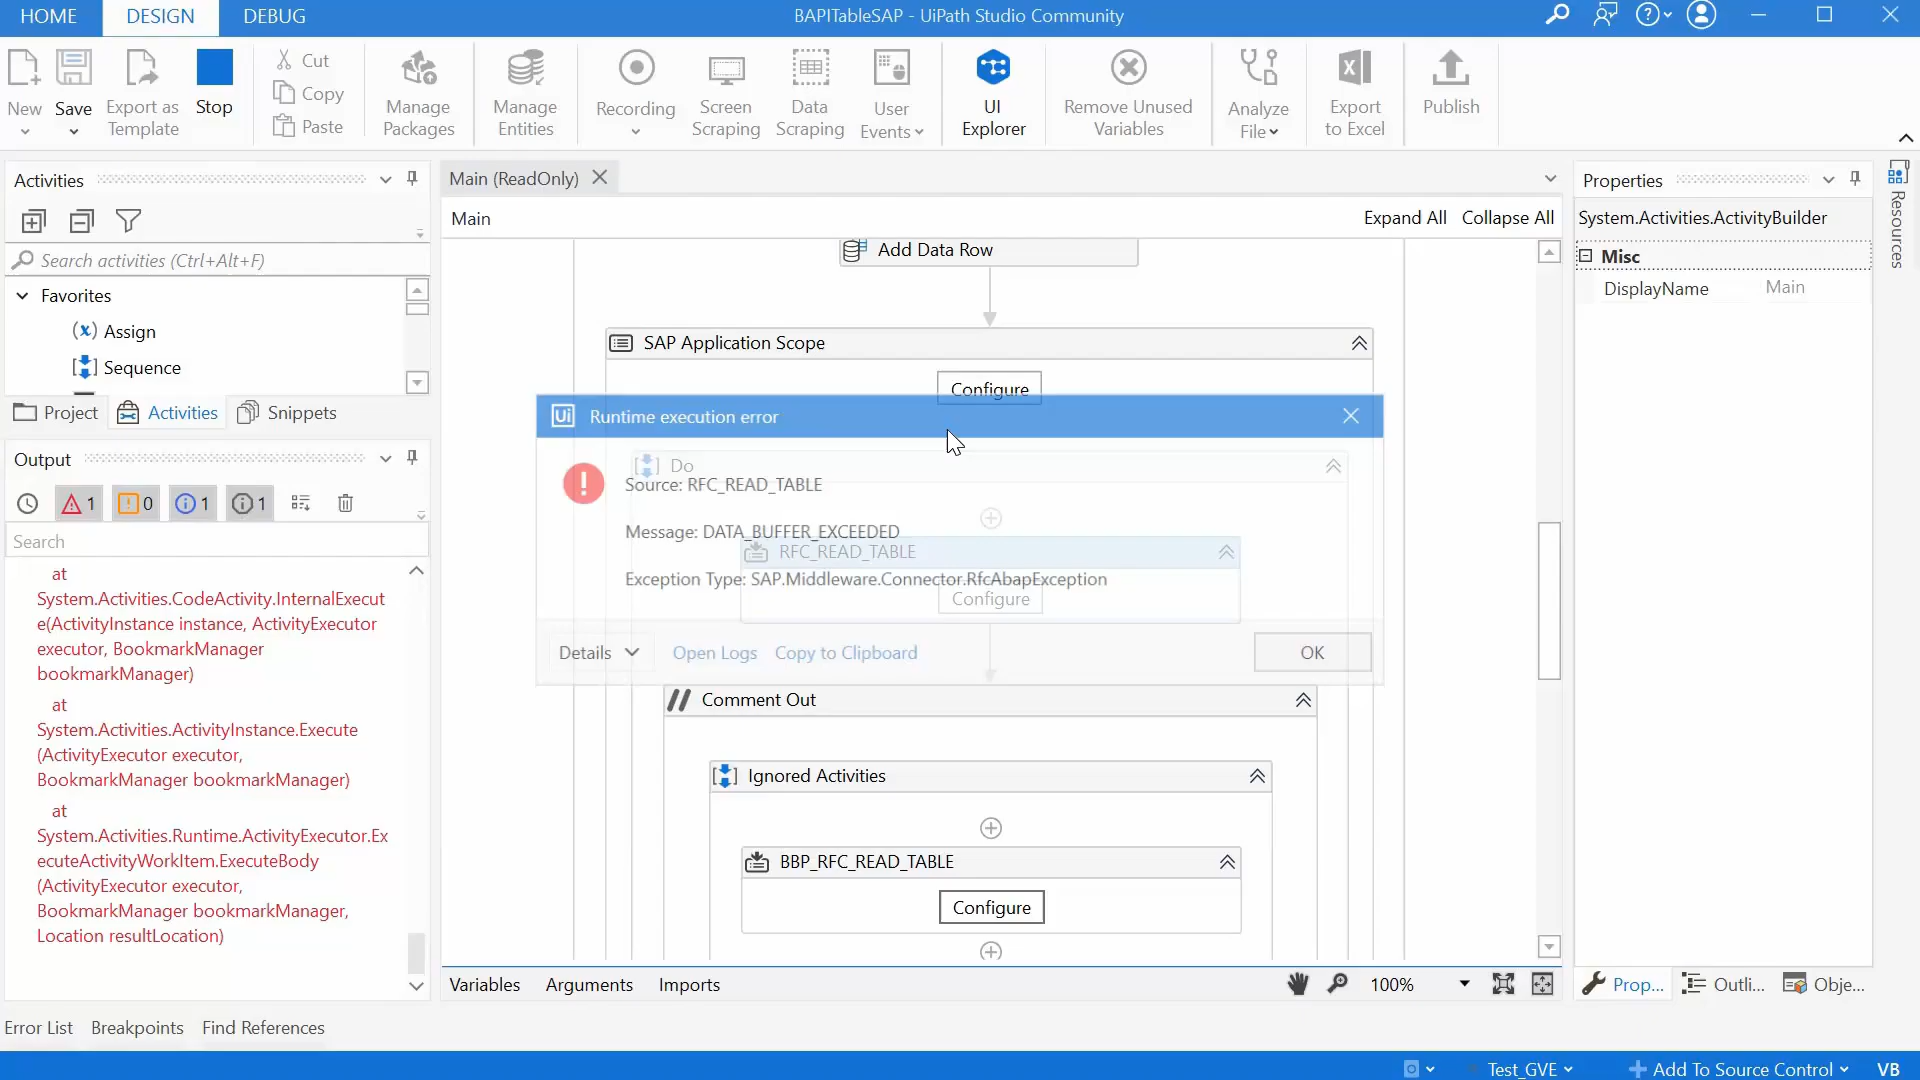 HOME
DESIGN
DEBUG
BAPITableSAP - UiPath Studio Community
New
Save
Export as
Template
Stop
Cut
Copy
Paste
Manage
Packages
Manage
Entities
Recording
Screen
Scraping
Data
Scraping
User
Events
UI
Explorer
Remove Unused
Variables
Analyze
File
Export
to Excel
Publish
Activities
Search activities (Ctrl+Alt+F)
Favorites
(x) Assign
Sequence
Project
Activities
Snippets
Output
1
0
1
1
Search
at
System.Activities.CodeActivity.InternalExecut
e(ActivityInstance instance, ActivityExecutor
executor, BookmarkManager
bookmarkManager)
at
System.Activities.ActivityInstance.Execute
(ActivityExecutor executor,
BookmarkManager bookmarkManager)
at
System.Activities.Runtime.ActivityExecutor.Ex
ecuteActivityWorkItem.ExecuteBody
(ActivityExecutor executor,
BookmarkManager bookmarkManager,
Location resultLocation)
Main (ReadOnly)
Main
Expand All
Collapse All
Add Data Row
SAP Application Scope
Configure
Ui Runtime execution error
Do
Source: RFC_READ_TABLE
Message: DATA_BUFFER_EXCEEDED
RFC_READ_TABLE
Exception Type: SAP.Middleware.Connector.RfcAbapException
Configure
Details
Open Logs
Copy to Clipboard
OK
// Comment Out
Ignored Activities
BBP_RFC_READ_TABLE
Configure
Variables
Arguments
Imports
100%
Properties
System.Activities.ActivityBuilder
Misc
DisplayName
Main
Resources
Prop...
Outli...
Obje...
Error List
Breakpoints
Find References
Test_GVE
Add To Source Control
VB